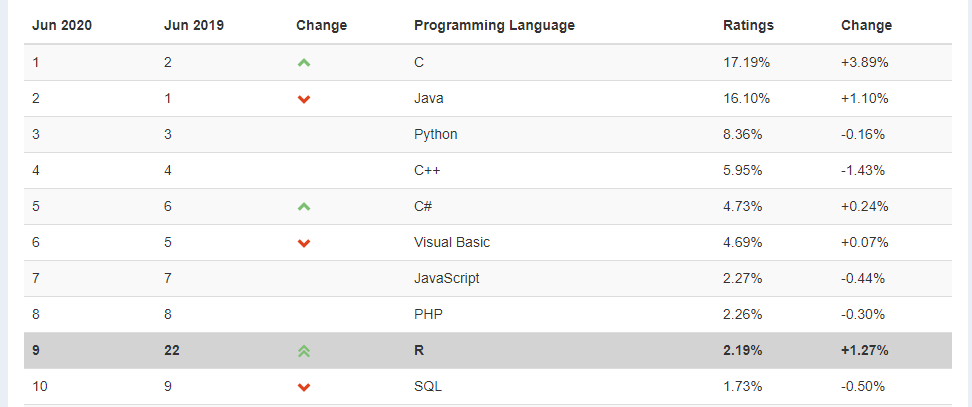 Jun 2020 Jun 2019 Change Programming Language Ratings Change
1 2 C 17.19% +3.89%
2 1 Java 16.10% +1.10%
3 3 Python 8.36% -0.16%
4 4 C++ 5.95% -1.43%
5 6 C# 4.73% +0.24%
6 5 Visual Basic 4.69% +0.07%
7 7 JavaScript 2.27% -0.44%
8 8 PHP 2.26% -0.30%
9 22 R 2.19% +1.27%
10 9 SQL 1.73% -0.50%